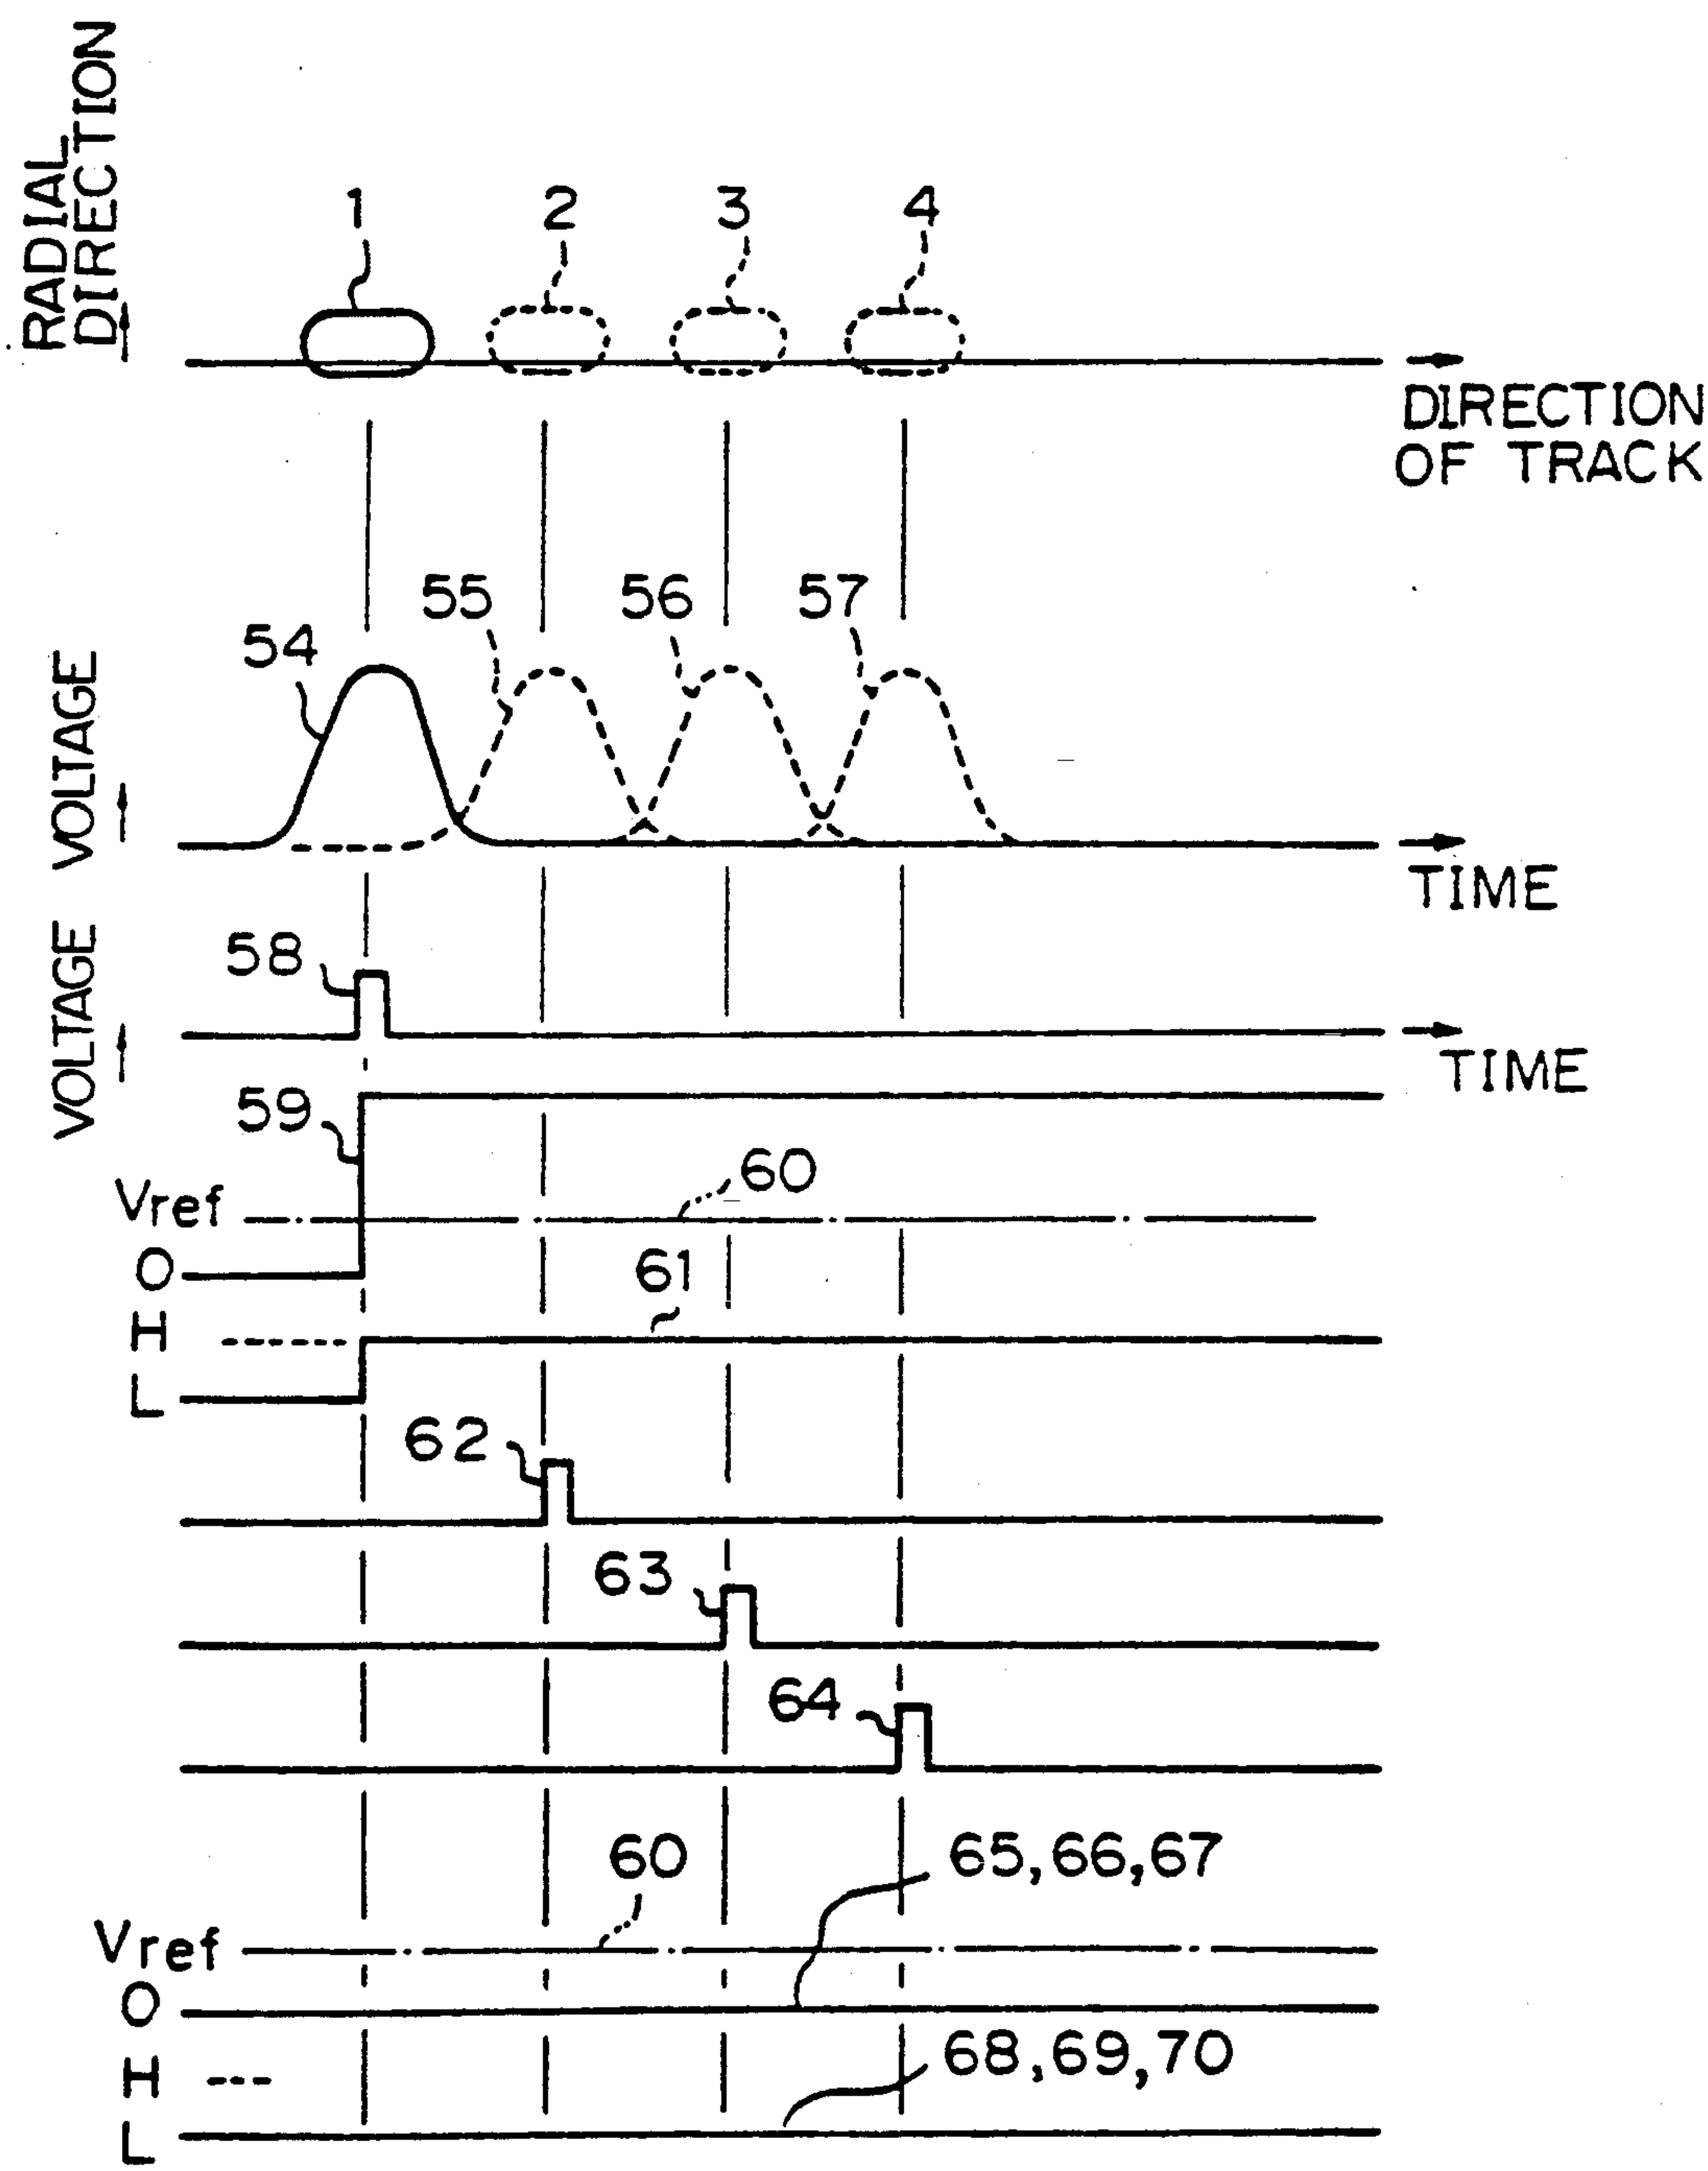 RADIAL
DIRECTION
1
2
3
4
DIRECTION
OF TRACK
54
55
56
57
VOLTAGE
TIME
58
VOLTAGE
TIME
59
Vref
60
O
61
H
L
62
63
64
60
65,66,67
Vref
O
68,69,70
H
L